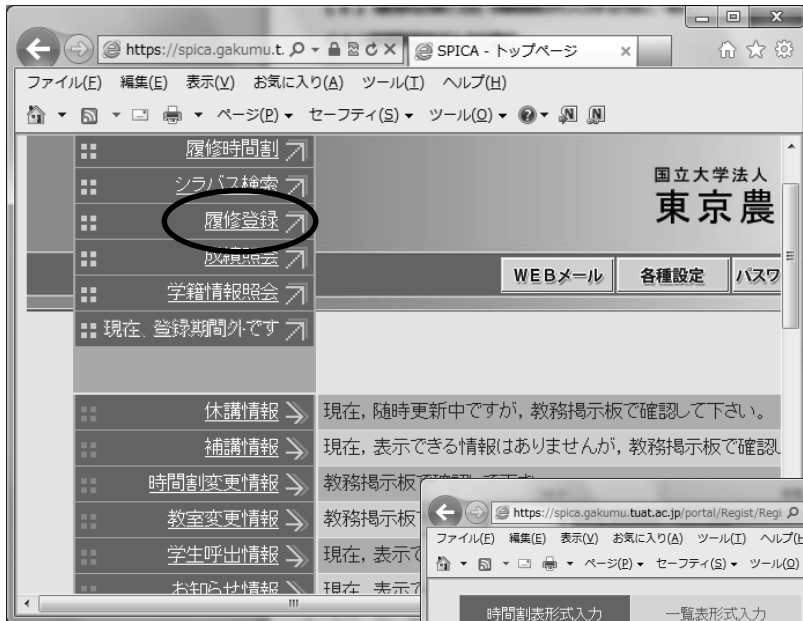 https://spica.gakumu.t.
SPICA - トップページ
ファイル(F) 編集(E) 表示(V) お気に入り(A) ツール(T) ヘルプ(H)
ページ(P) セーフティ(S) ツール(O)
履修時間割
シラバス検索
履修登録
成績照会
学籍情報照会
現在、登録期間外です
国立大学法人
東京農
WEBメール 各種設定 パスワ
休講情報 現在, 随時更新中ですが, 教務掲示板で確認して下さい。
補講情報 現在, 表示できる情報はありませんが, 教務掲示板で確認し
時間割変更情報 教務掲示板で確認して下さ
教室変更情報 教務掲示板
学生呼出情報 現在, 表示
お知らせ情報 現在, 表示
https://spica.gakumu.tuat.ac.jp/portal/Regist/Regi
ファイル(F) 編集(E) 表示(V) お気に入り(A) ツール(T) ヘルプ(H
ページ(P) セーフティ(S) ツール(O)
時間割表形式入力 一覧表形式入力